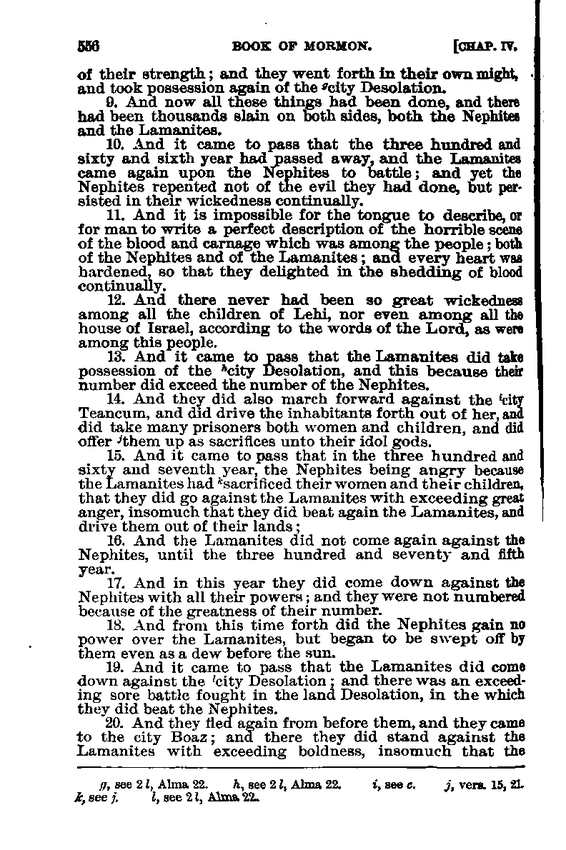 556 BOOK OF MORMON. [CHAP. IV.
of their strength; and they went forth in their own might,
and took possession again of the ᵍcity Desolation.
9. And now all these things had been done, and there
had been thousands slain on both sides, both the Nephites
and the Lamanites.
10. And it came to pass that the three hundred and
sixty and sixth year had passed away, and the Lamanites
came again upon the Nephites to battle; and yet the
Nephites repented not of the evil they had done, but per-
sisted in their wickedness continually.
11. And it is impossible for the tongue to describe, or
for man to write a perfect description of the horrible scene
of the blood and carnage which was among the people; both
of the Nephites and of the Lamanites; and every heart was
hardened, so that they delighted in the shedding of blood
continually.
12. And there never had been so great wickedness
among all the children of Lehi, nor even among all the
house of Israel, according to the words of the Lord, as were
among this people.
13. And it came to pass that the Lamanites did take
possession of the ʰcity Desolation, and this because their
number did exceed the number of the Nephites.
14. And they did also march forward against the ⁱcity
Teancum, and did drive the inhabitants forth out of her, and
did take many prisoners both women and children, and did
offer ʲthem up as sacrifices unto their idol gods.
15. And it came to pass that in the three hundred and
sixty and seventh year, the Nephites being angry because
the Lamanites had ᵏsacrificed their women and their children,
that they did go against the Lamanites with exceeding great
anger, insomuch that they did beat again the Lamanites, and
drive them out of their lands;
16. And the Lamanites did not come again against the
Nephites, until the three hundred and seventy and fifth
year.
17. And in this year they did come down against the
Nephites with all their powers; and they were not numbered
because of the greatness of their number.
18. And from this time forth did the Nephites gain no
power over the Lamanites, but began to be swept off by
them even as a dew before the sun.
19. And it came to pass that the Lamanites did come
down against the ˡcity Desolation; and there was an exceed-
ing sore battle fought in the land Desolation, in the which
they did beat the Nephites.
20. And they fled again from before them, and they came
to the city Boaz; and there they did stand against the
Lamanites with exceeding boldness, insomuch that the
g, see 2 l, Alma 22. h, see 2 l, Alma 22. i, see c. j, vers. 15, 21.
k, see j. l, see 2 l, Alma 22.